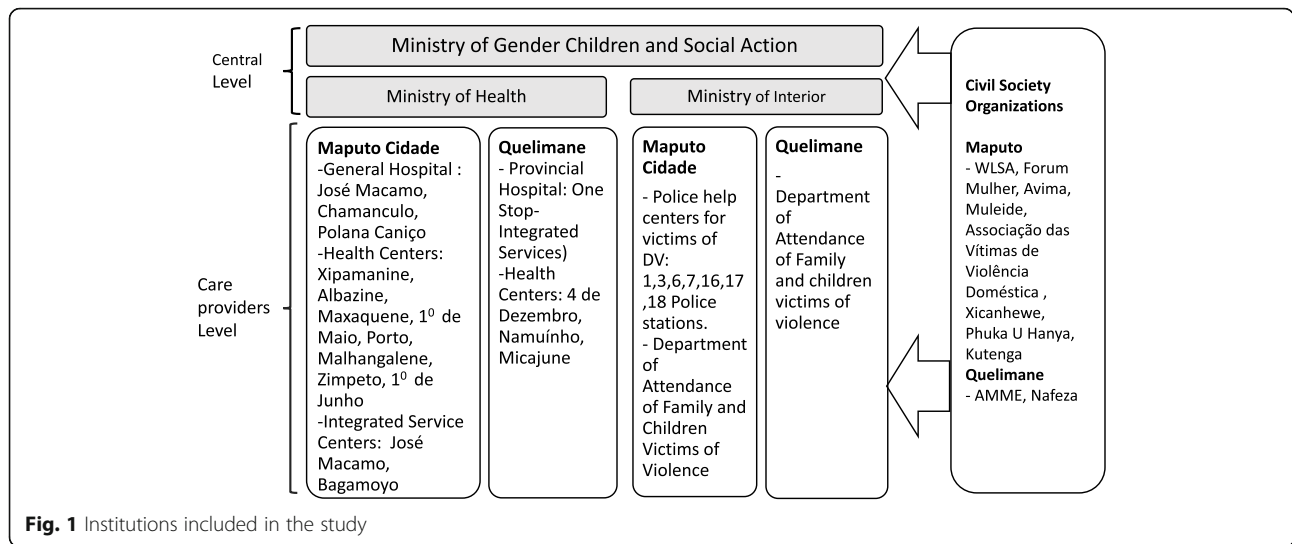 Central
Level
Ministry of Gender Children and Social Action
Ministry of Health
Ministry of Interior
Care
providers
Level
Maputo Cidade
-General Hospital :
José Macamo,
Chamanculo,
Polana Caniço
-Health Centers:
Xipamanine,
Albazine,
Maxaquene, 1⁰ de
Maio, Porto,
Malhangalene,
Zimpeto, 1⁰ de
Junho
-Integrated Service
Centers: José
Macamo,
Bagamoyo
Quelimane
- Provincial
Hospital: One
Stop-
Integrated
Services)
-Health
Centers: 4 de
Dezembro,
Namuínho,
Micajune
Maputo
Cidade
- Police help
centers for
victims of
DV:
1,3,6,7,16,17
,18 Police
stations.
- Department
of
Attendance
of Family and
Children
Victims of
Violence
Quelimane
-
Department
of
Attendance
of Family
and children
victims of
violence
Civil Society
Organizations
Maputo
- WLSA, Forum
Mulher, Avima,
Muleide,
Associação das
Vítimas de
Violência
Doméstica ,
Xicanhewe,
Phuka U Hanya,
Kutenga
Quelimane
- AMME, Nafeza
Fig. 1 Institutions included in the study